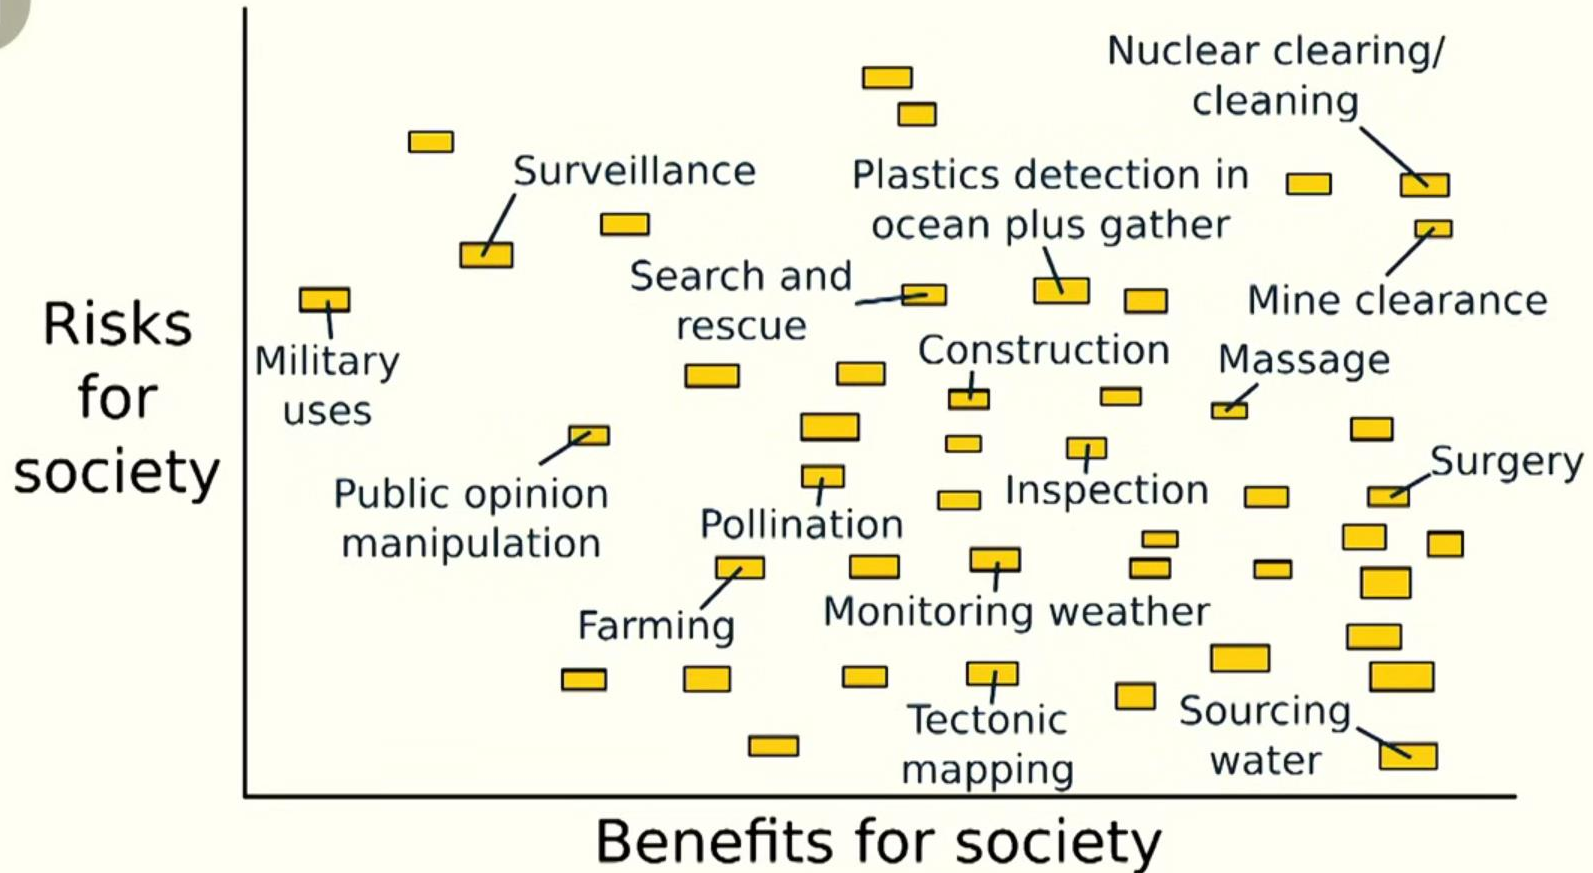 Nuclear clearing/
cleaning
Surveillance
Plastics detection in
ocean plus gather
Search and
rescue
Mine clearance
Risks
for
society
Military
uses
Construction
Massage
Public opinion
manipulation
Surgery
Inspection
Pollination
Farming
Monitoring weather
Tectonic
mapping
Sourcing
water
Benefits for society